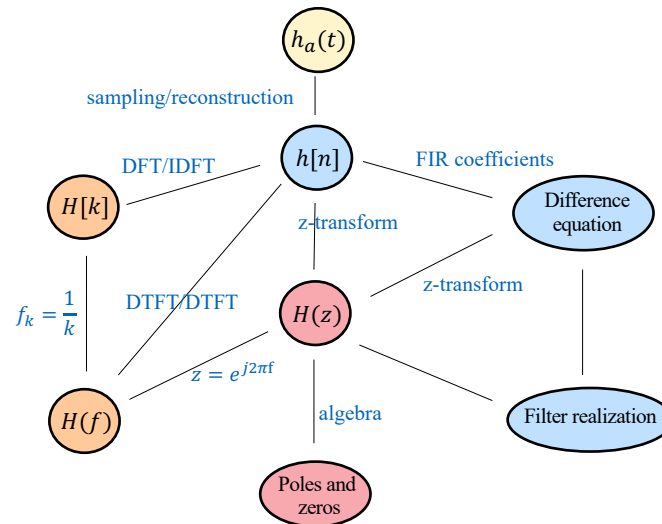 h_a(t)
sampling/reconstruction
h[n]
DFT/IDFT
FIR coefficients
H[k]
Difference
equation
z-transform
z-transform
f_k = 1/k
DTFT/DTFT
H(z)
z = e^{j2πf}
H(f)
algebra
Filter realization
Poles and
zeros